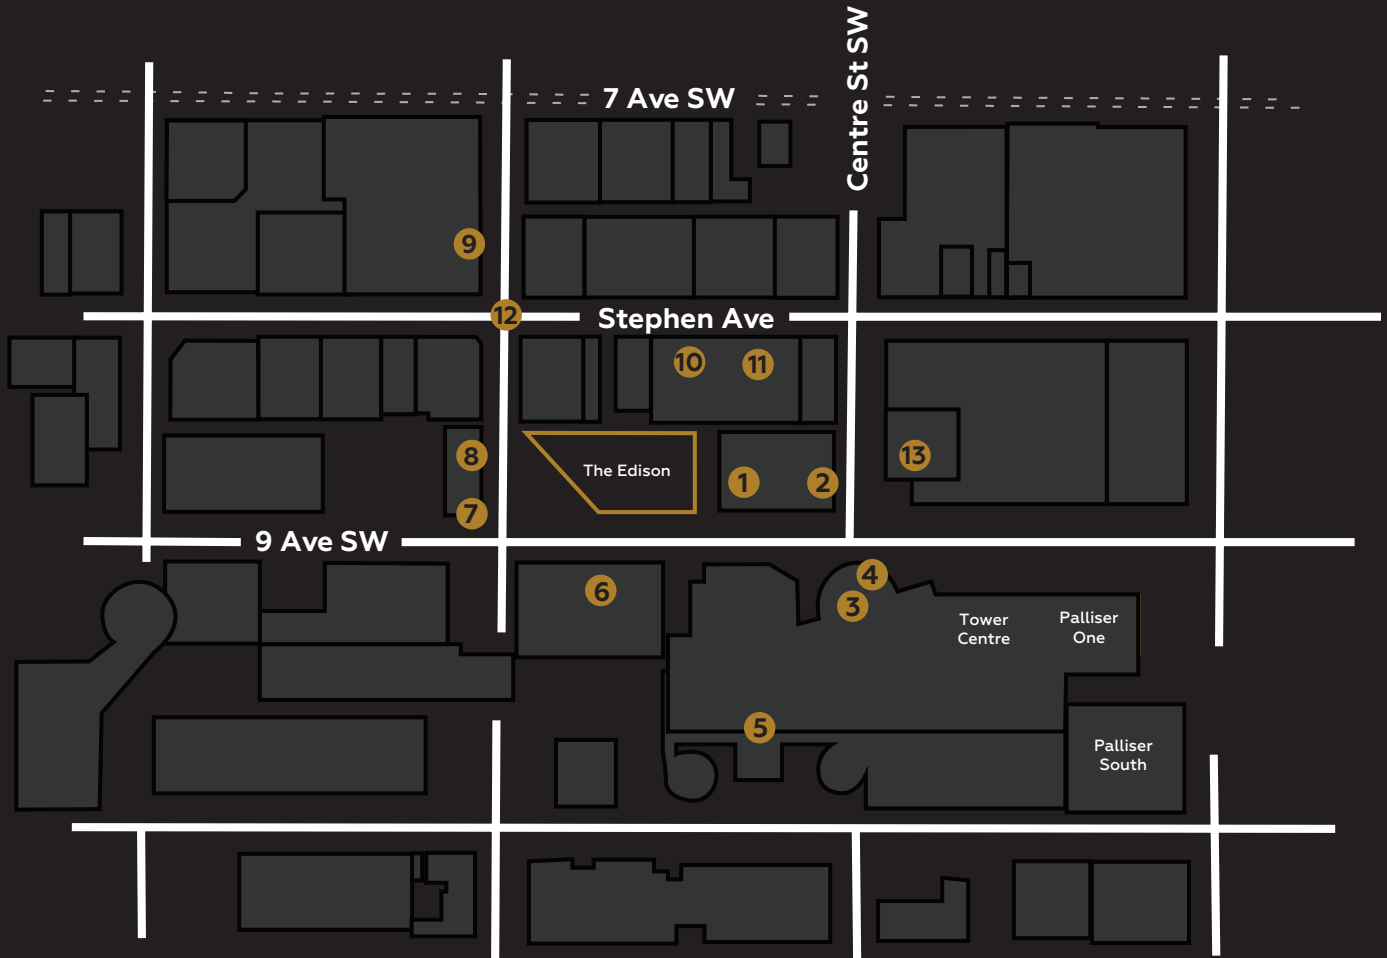 Centre St SW
7 Ave SW
9
12
Stephen Ave
10
11
8
The Edison
1
2
13
7
9 Ave SW
4
6
3
Tower
Centre
Palliser
One
5
Palliser
South